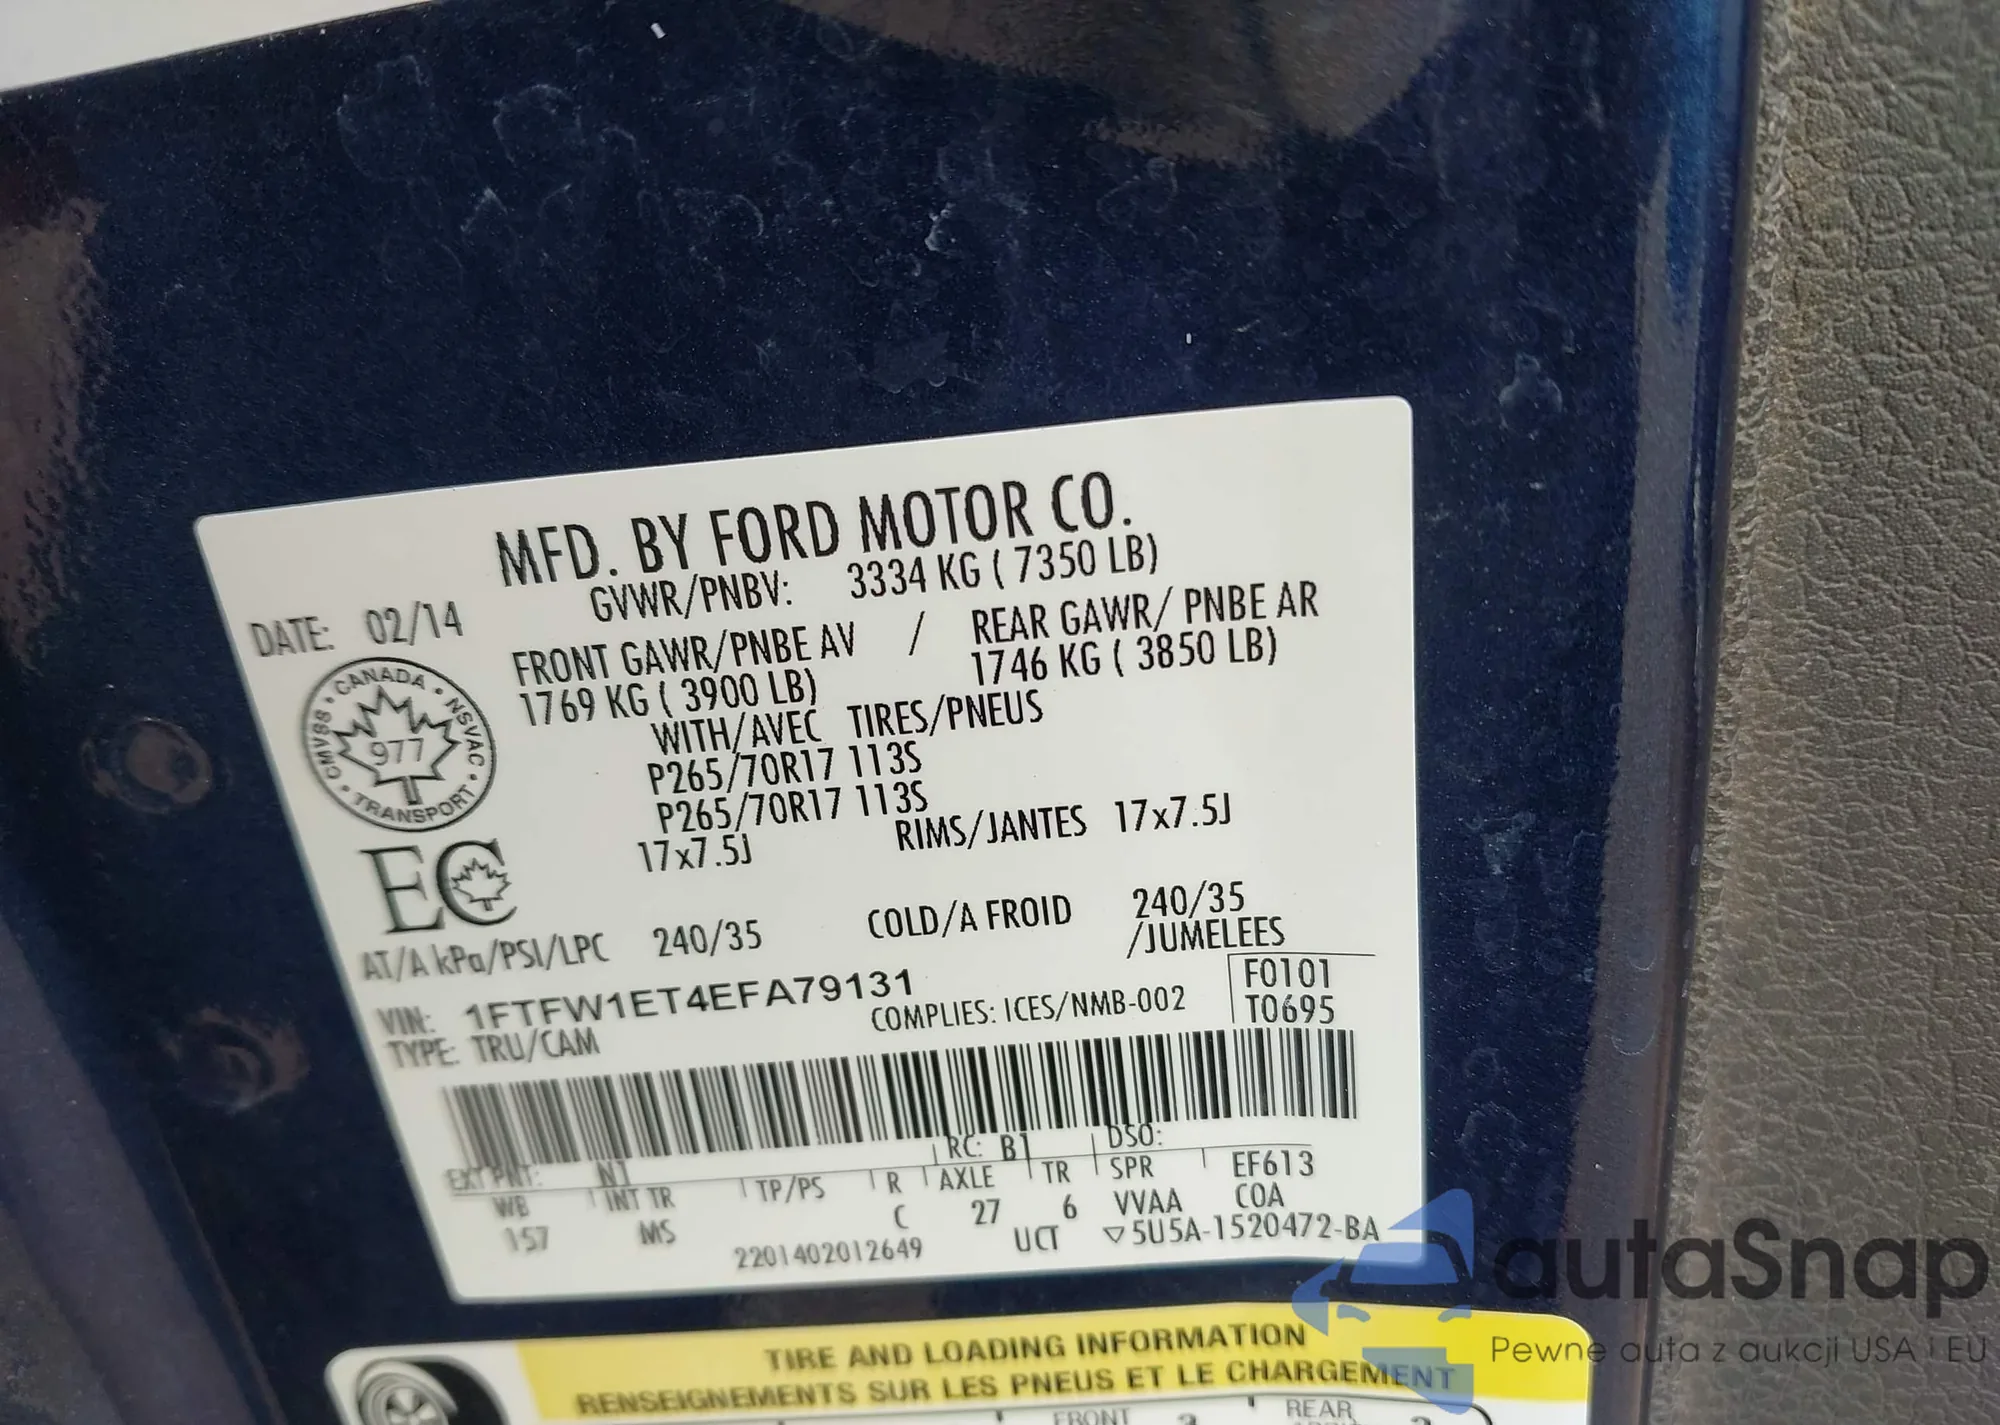 MFD. BY FORD MOTOR CO.
DATE: 02/14
GVWR/PNBV: 3334 KG ( 7350 LB)
FRONT GAWR/PNBE AV / REAR GAWR/ PNBE AR
1769 KG ( 3900 LB) 1746 KG ( 3850 LB)
WITH/AVEC TIRES/PNEUS
P265/70R17 113S
P265/70R17 113S
17x7.5J RIMS/JANTES 17x7.5J
CANADA • NSVAC • TRANSPORT • CMVSS •
977
EC
AT/A kPa/PSI/LPC 240/35 COLD/A FROID 240/35
/JUMELEES
VIN: 1FTFW1ET4EFA79131
F0101
TYPE: TRU/CAM COMPLIES: ICES/NMB-002 T0695
EXT PNT: N1 RC: B1 DSO:
WB INT TR TP/PS R AXLE TR SPR EF613
157 MS C 27 6 VVAA COA
2201402012649 UCT ▽5U5A-1520472-BA
TIRE AND LOADING INFORMATION
RENSEIGNEMENTS SUR LES PNEUS ET LE CHARGEMENT
FRONT REAR
autaSnap
Pewne auta z aukcji USA i EU